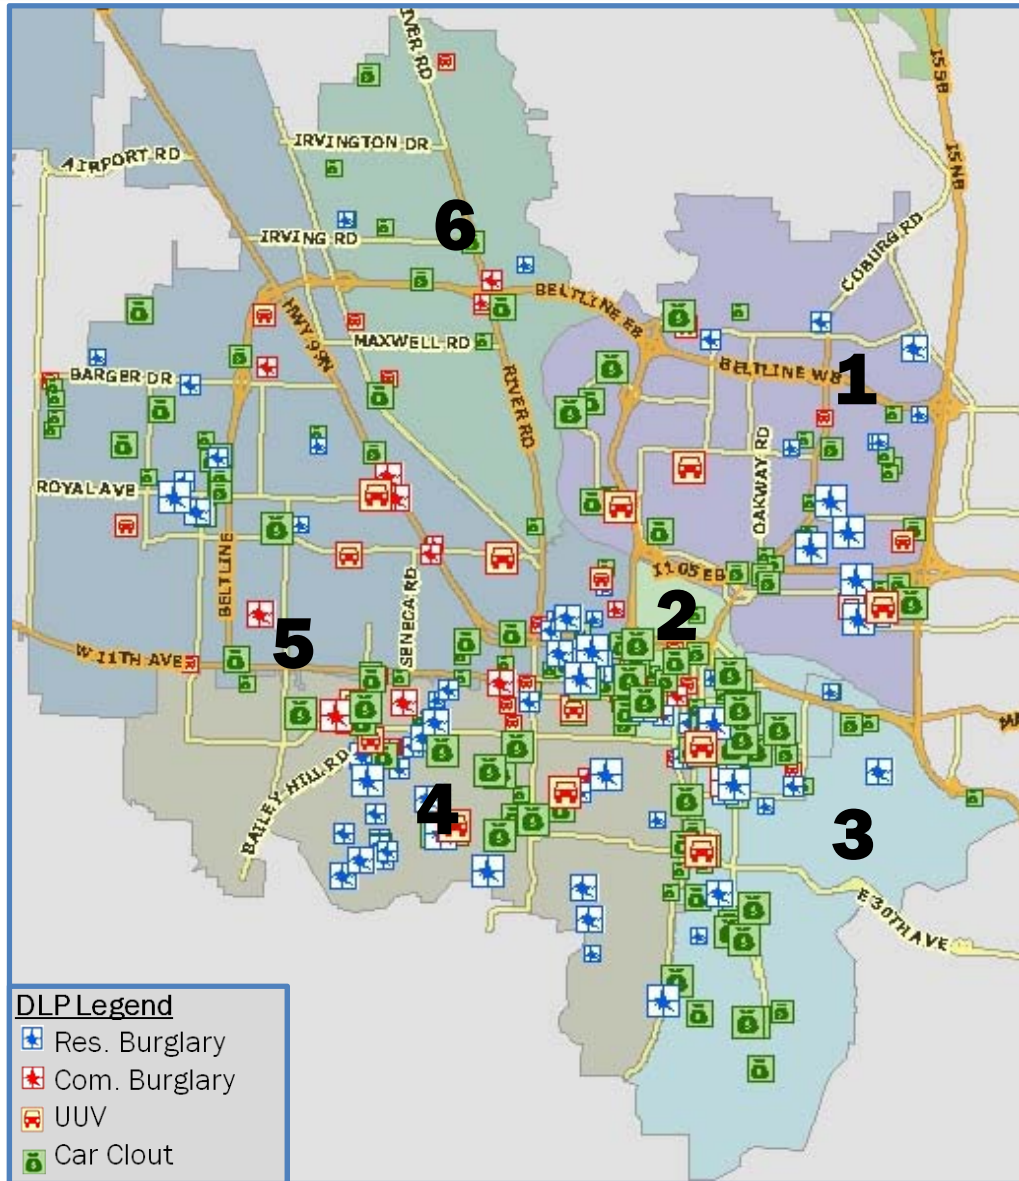 IVER RD
I5SB
IRVINGTON DR
AIRPORT RD
I5NB
6
IRVING RD
COBURG RD
BELTLINE EB
HWY 99N
MAXWELL RD
BELTLINE WB
1
BARGER DR
RIVER RD
OAKWAY RD
ROYAL AVE
I105 EB
BELTLINE
SENECA RD
2
5
W 11TH AVE
BAILEY HILL RD
4
3
E 30TH AVE
DLP Legend
Res. Burglary
Com. Burglary
UUV
Car Clout